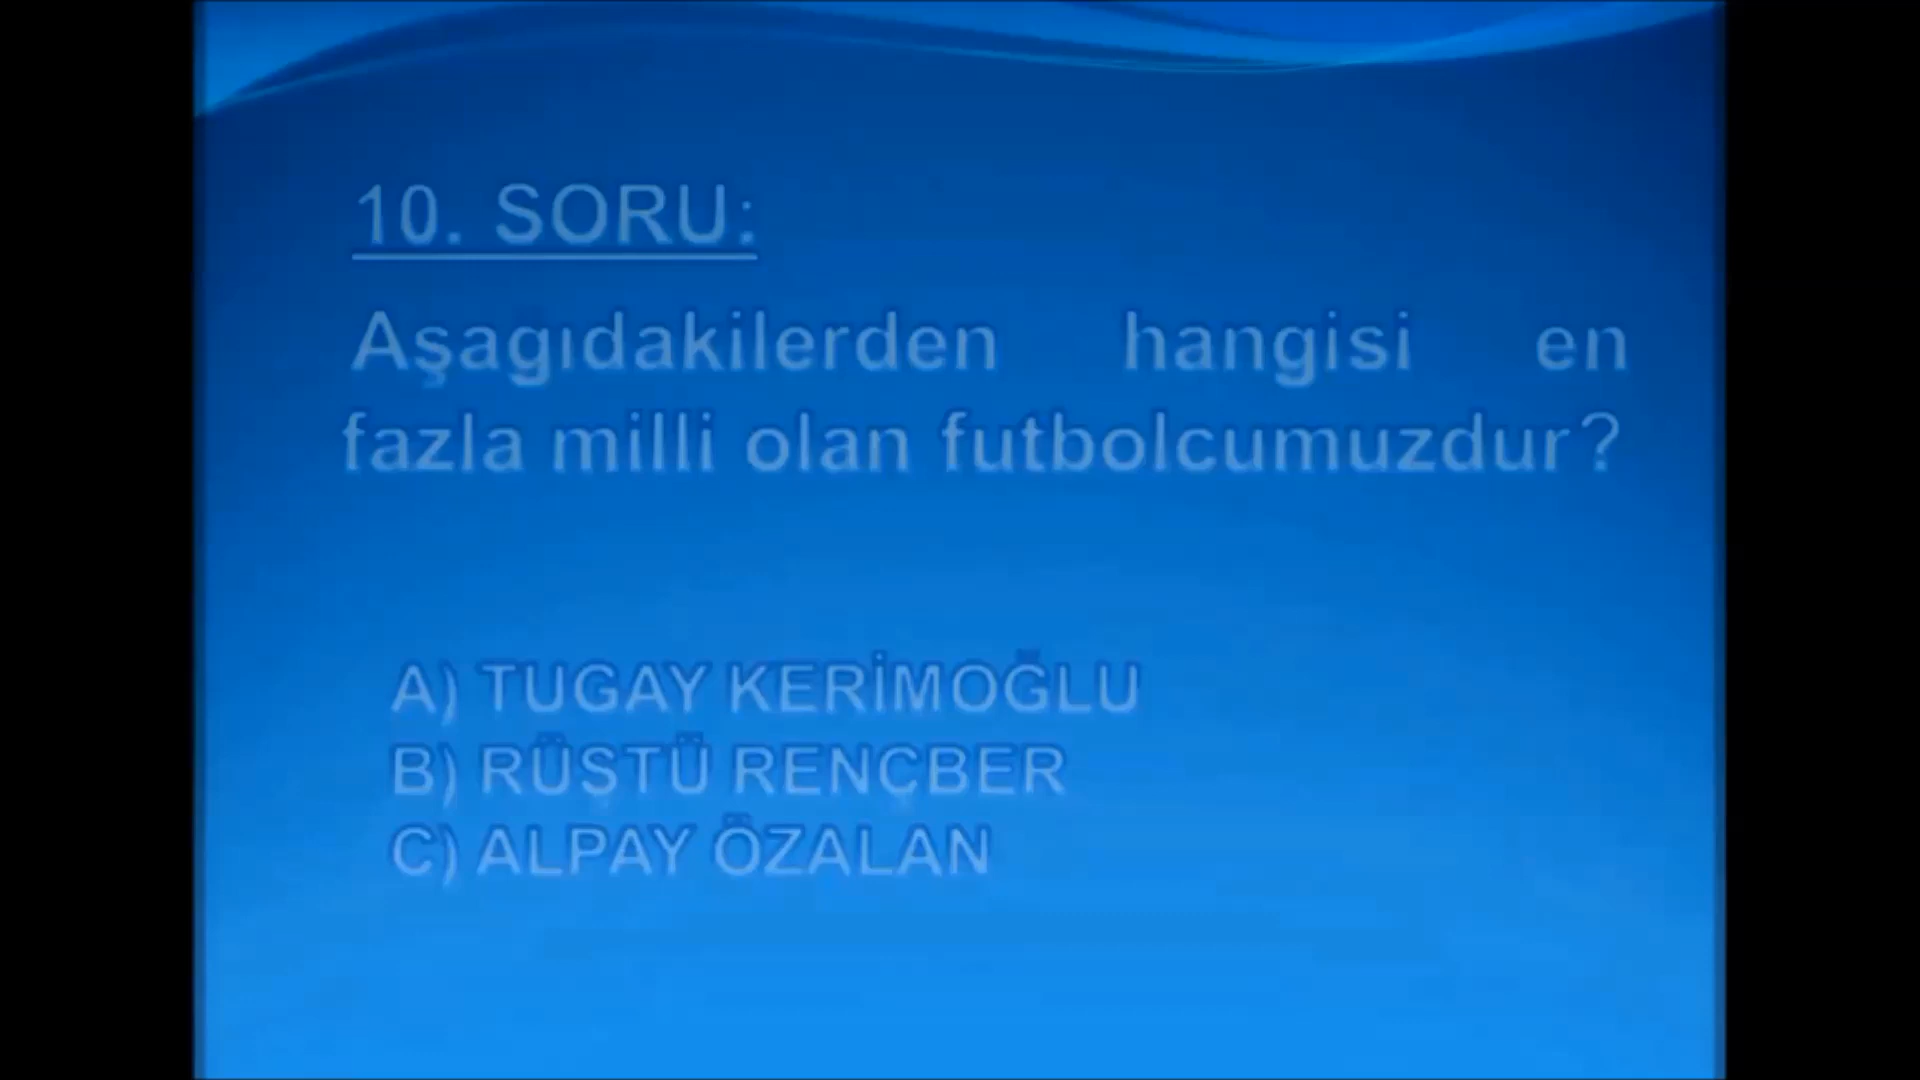 10. SORU:
Aşagıdakilerden hangisi en
fazla milli olan futbolcumuzdur?
A) TUGAY KERİMOĞLU
B) RÜŞTÜ RENÇBER
C) ALPAY ÖZALAN